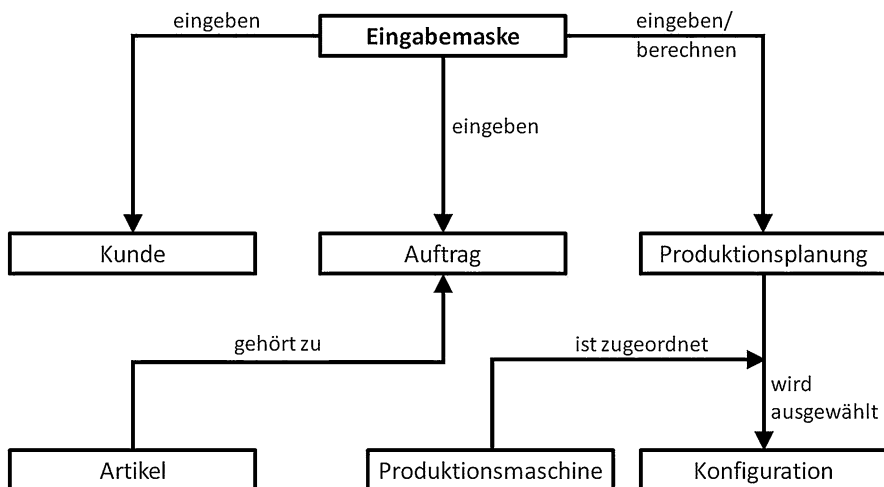 eingeben
Eingabemaske
eingeben/
berechnen
eingeben
Kunde
Auftrag
Produktionsplanung
gehört zu
ist zugeordnet
wird
ausgewählt
Artikel
Produktionsmaschine
Konfiguration